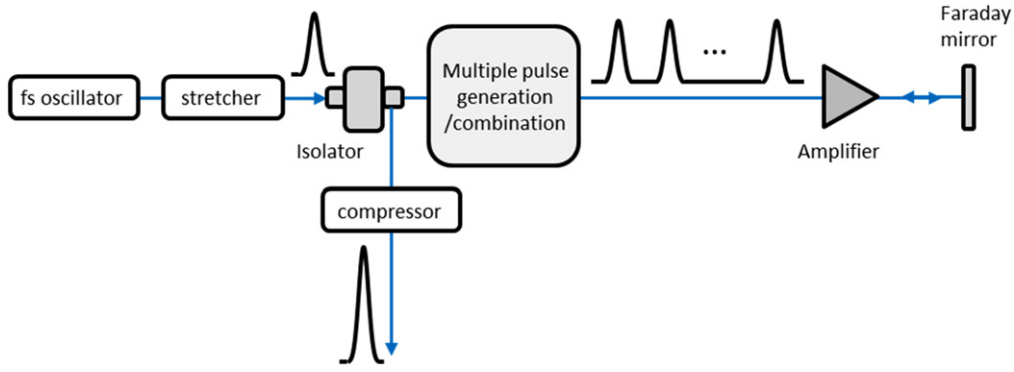 Faraday
mirror
fs oscillator
stretcher
Isolator
Multiple pulse
generation
/combination
...
Amplifier
compressor